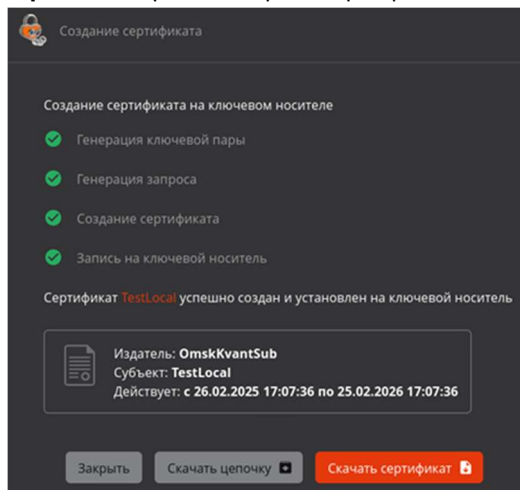 Создание сертификата
Создание сертификата на ключевом носителе
Генерация ключевой пары
Генерация запроса
Создание сертификата
Запись на ключевой носитель
Сертификат TestLocal успешно создан и установлен на ключевой носитель
Издатель: OmskKvantSub
Субъект: TestLocal
Действует: с 26.02.2025 17:07:36 по 25.02.2026 17:07:36
Закрыть Скачать цепочку Скачать сертификат